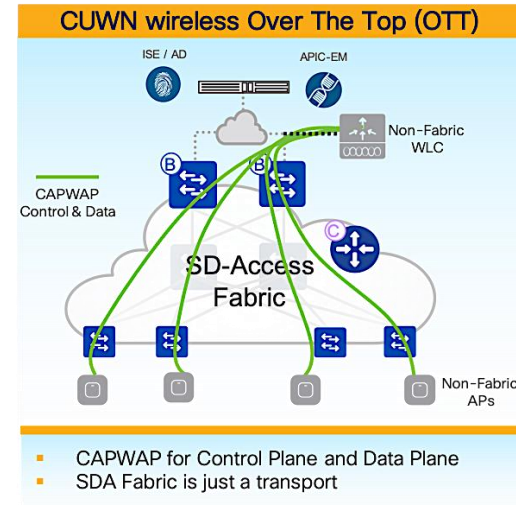 CUWN wireless Over The Top (OTT)
ISE / AD
APIC-EM
Non-Fabric
WLC
B
B
CAPWAP
Control & Data
C
SD-Access
Fabric
Non-Fabric
APs
CAPWAP for Control Plane and Data Plane
SDA Fabric is just a transport